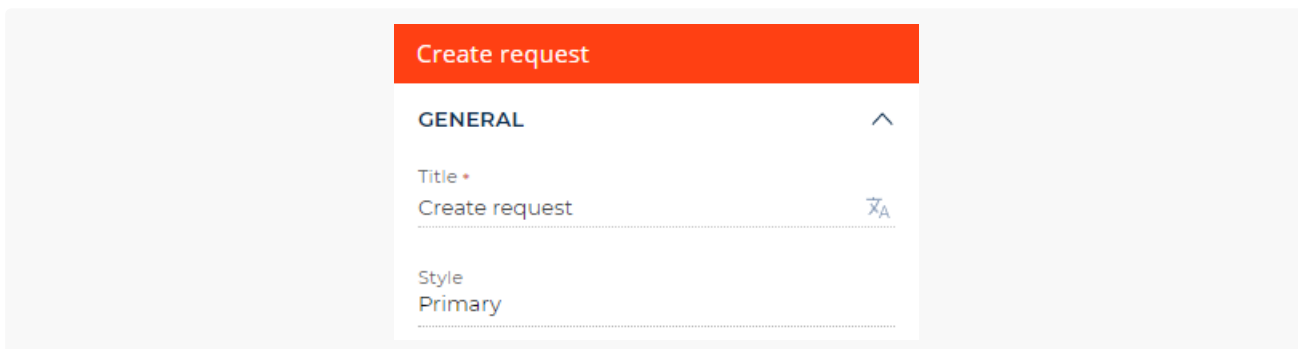 Create request
GENERAL
Title •
Create request
Style
Primary